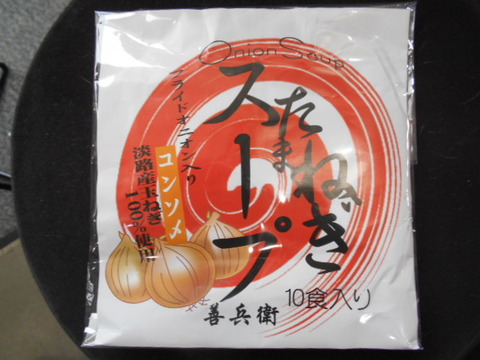 Onion Soup
たまねぎ
スープ
フライドオニオン入り
コンソメ
淡路産玉ねぎ
100%使用
10食入り
善兵衛